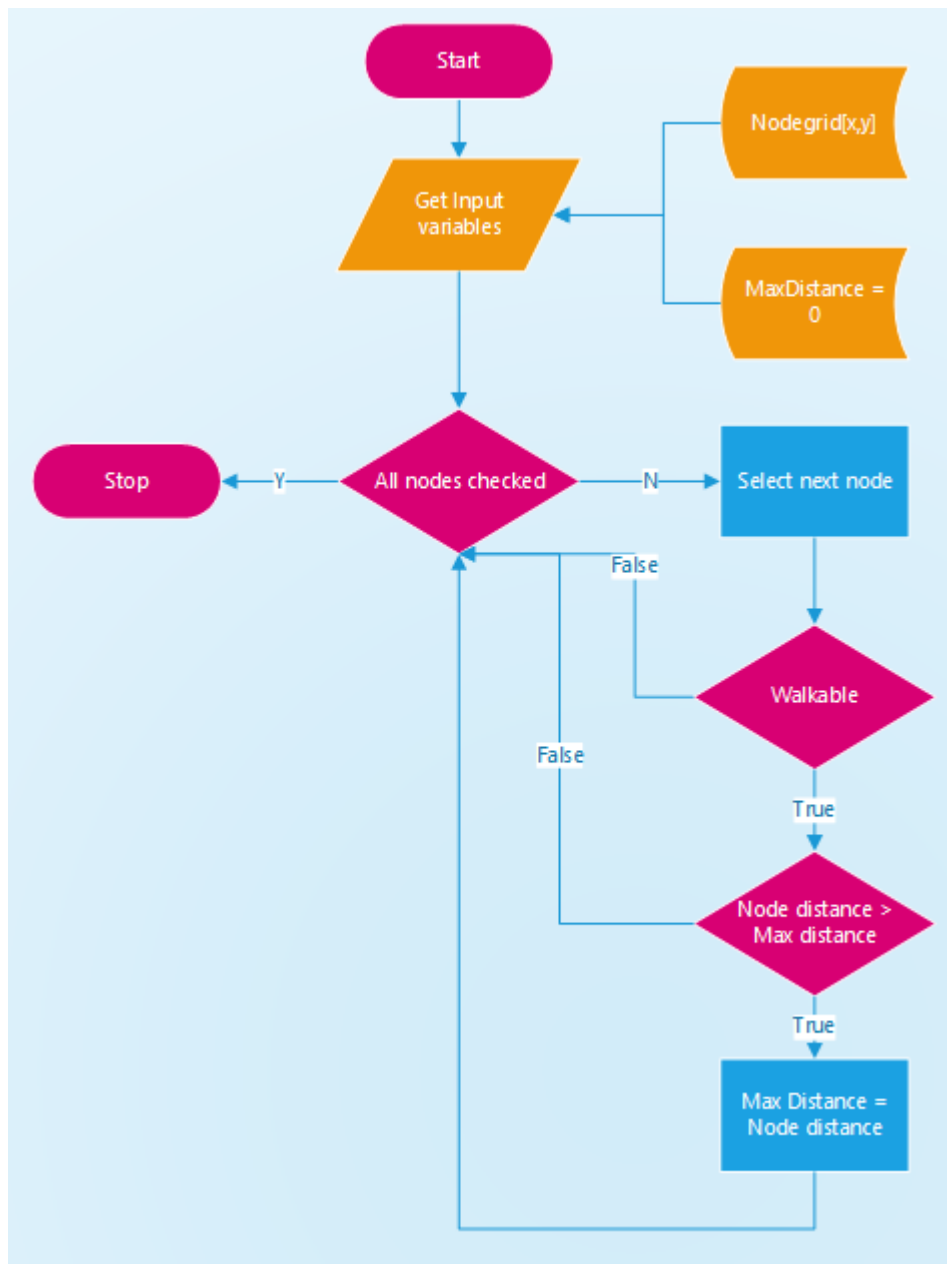 Start
Nodegrid[x,y]
Get Input
variables
MaxDistance =
0
Stop
Y
All nodes checked
N
Select next node
False
Walkable
False
True
Node distance >
Max distance
True
Max Distance =
Node distance